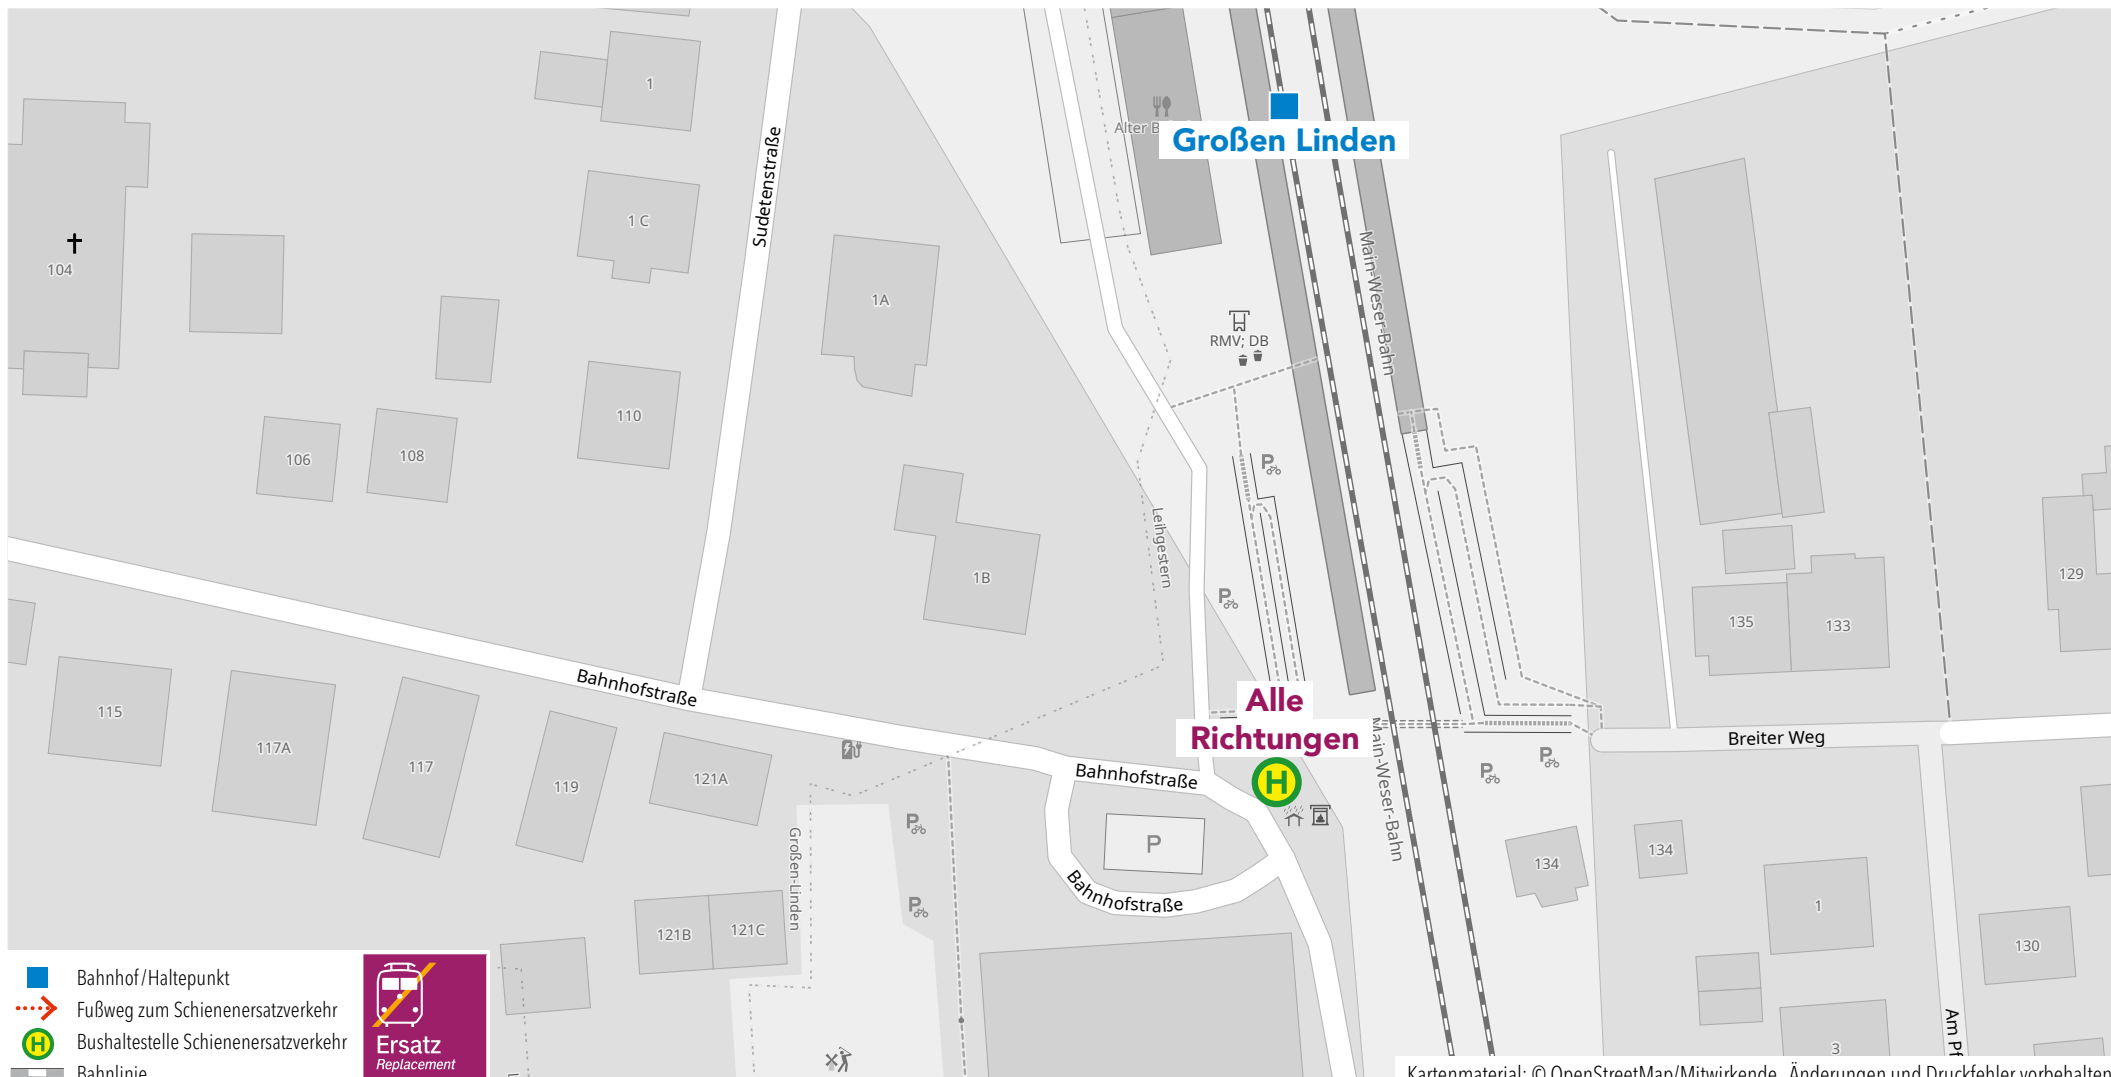 1
Alter B
Großen Linden
Sudetenstraße
1 C
104
1A
Main-Weser-Bahn
RMV; DB
110
106
108
P
Leihgestern
1B
P
129
135
133
115
Bahnhofstraße
117A
117
119
121A
Bahnhofstraße
Alle
Richtungen
H
Main-Weser-Bahn
Breiter Weg
P
P
P
P
134
134
Großen-Linden
Bahnhofstraße
P
121B
121C
1
130
3
Am Pf
Bahnhof/Haltepunkt
Fußweg zum Schienenersatzverkehr
H
Bushaltestelle Schienenersatzverkehr
Bahnlinie
Ersatz
Replacement
Kartenmaterial: © OpenStreetMap/Mitwirkende, Änderungen und Druckfehler vorbehalten